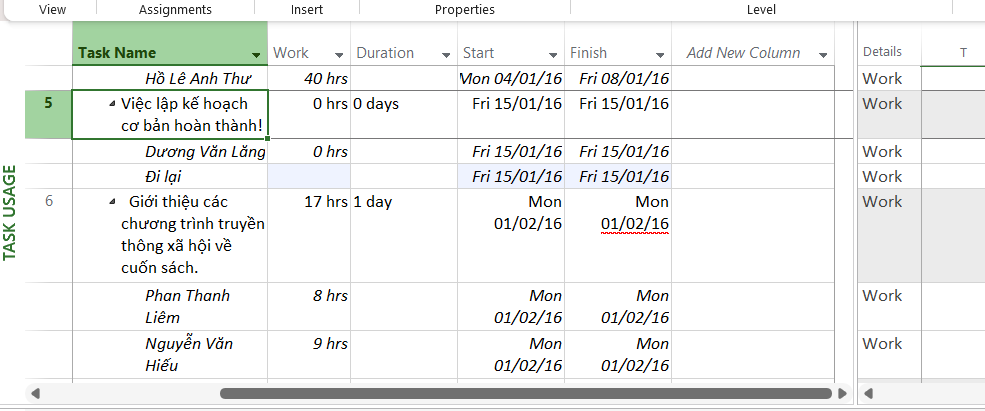 View Assignments Insert Properties Level
Task Name Work Duration Start Finish Add New Column Details T
Hồ Lê Anh Thư 40 hrs Mon 04/01/16 Fri 08/01/16 Work
5 Việc lập kế hoạch 0 hrs 0 days Fri 15/01/16 Fri 15/01/16 Work
cơ bản hoàn thành!
Dương Văn Lăng 0 hrs Fri 15/01/16 Fri 15/01/16 Work
Đi lại Fri 15/01/16 Fri 15/01/16 Work
6 Giới thiệu các 17 hrs 1 day Mon Mon Work
chương trình truyền 01/02/16 01/02/16
thông xã hội về
cuốn sách.
Phan Thanh 8 hrs Mon Mon Work
Liêm 01/02/16 01/02/16
Nguyễn Văn 9 hrs Mon Mon Work
Hiếu 01/02/16 01/02/16
TASK USAGE